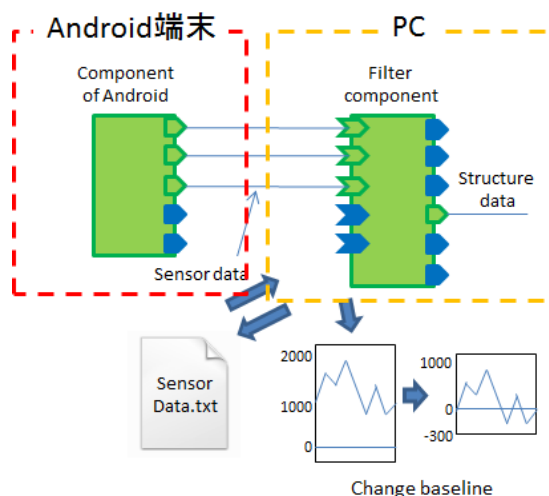 Android端末
PC
Component
of Android
Filter
component
Structure
data
Sensor data
Sensor
Data.txt
2000
1000
0
1000
0
-300
Change baseline